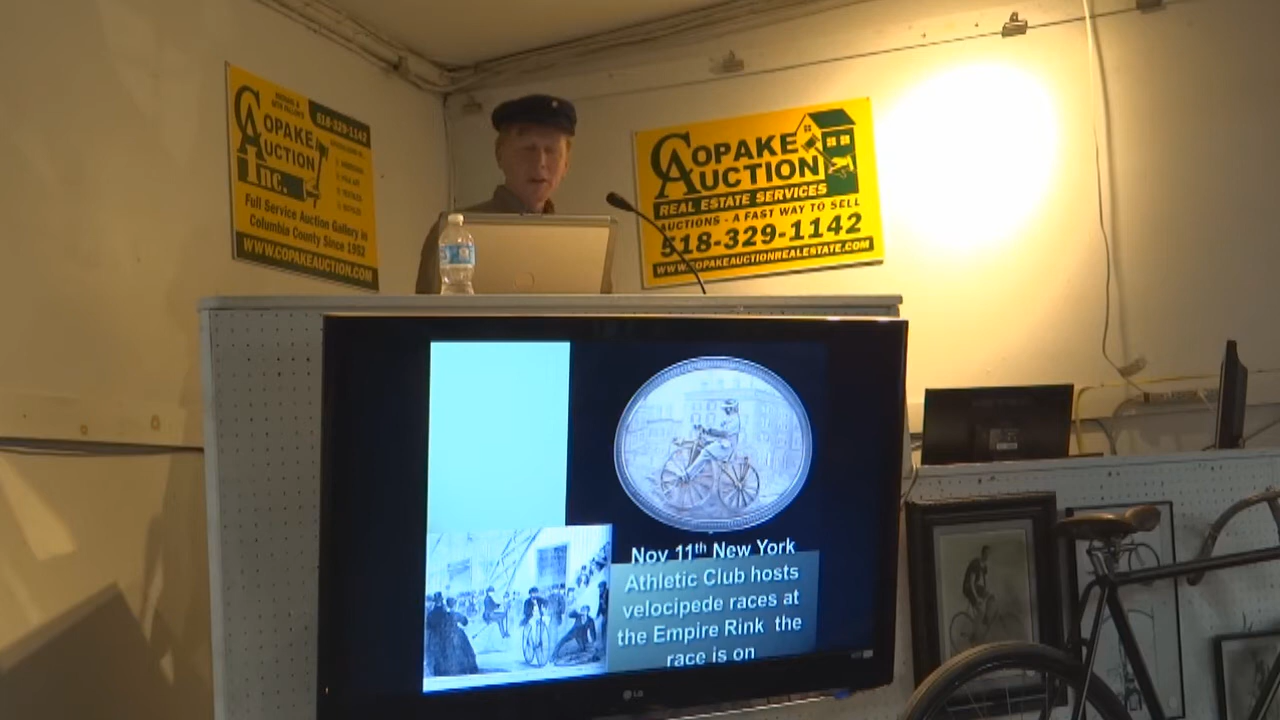 COPAKE
AUCTION
Inc.
518-329-1142
Full Service Auction Gallery in
Columbia County Since 1952
WWW.COPAKEAUCTION.COM
COPAKE
AUCTION
REAL ESTATE SERVICES
AUCTIONS - A FAST WAY TO SELL
518-329-1142
WWW.COPAKEAUCTIONREALESTATE.COM
Nov 11th New York
Athletic Club hosts
velocipede races at
the Empire Rink the
race is on
LG